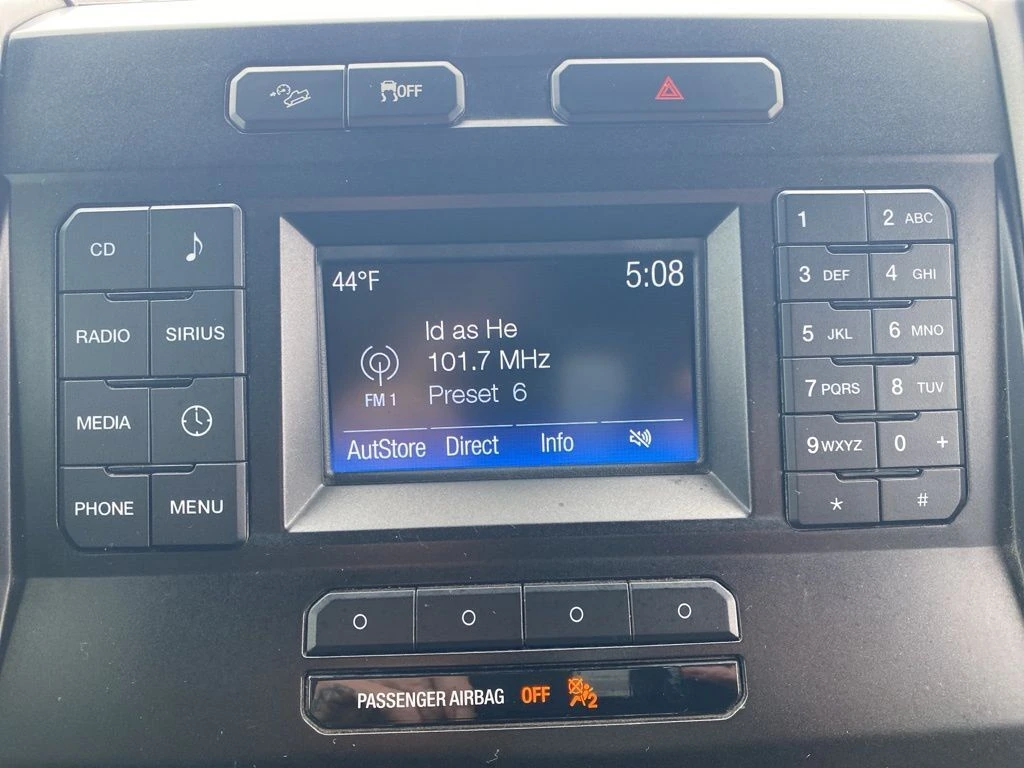 OFF
CD
RADIO SIRIUS
MEDIA
PHONE MENU
44°F 5:08
Id as He
101.7 MHz
FM 1
Preset 6
AutStore Direct Info
1 2 ABC
3 DEF 4 GHI
5 JKL 6 MNO
7 PQRS 8 TUV
9 WXYZ 0 +
* #
O O O O
PASSENGER AIRBAG OFF 2